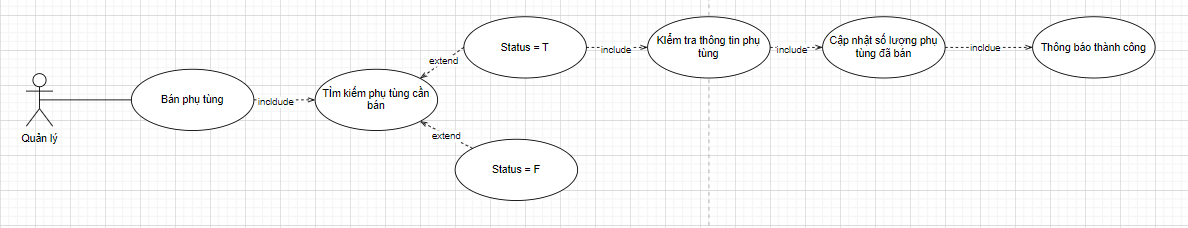 Quản lý
Bán phụ tùng
incldude
Tìm kiếm phụ tùng cần
bán
extend
extend
Status = T
Status = F
include
Kiểm tra thông tin phụ
tùng
include
Cập nhật số lượng phụ
tùng đã bán
incldue
Thông báo thành công